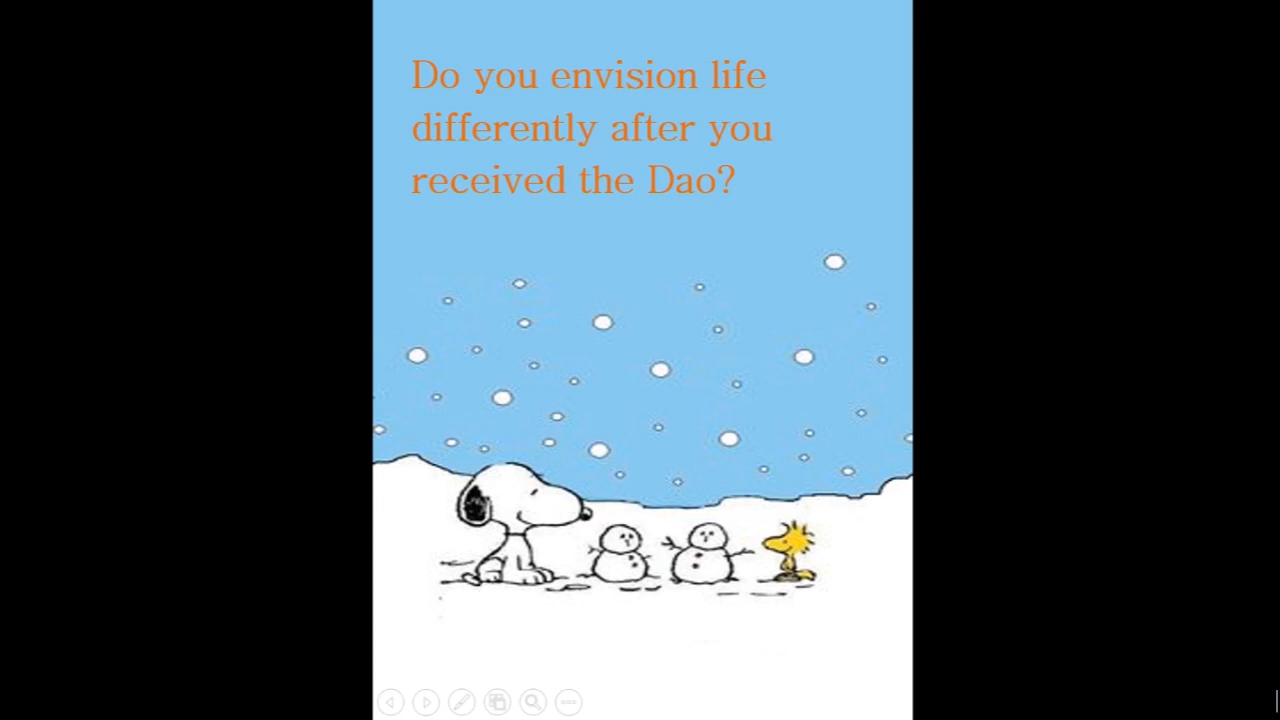 Do you envision life
differently after you
received the Dao?